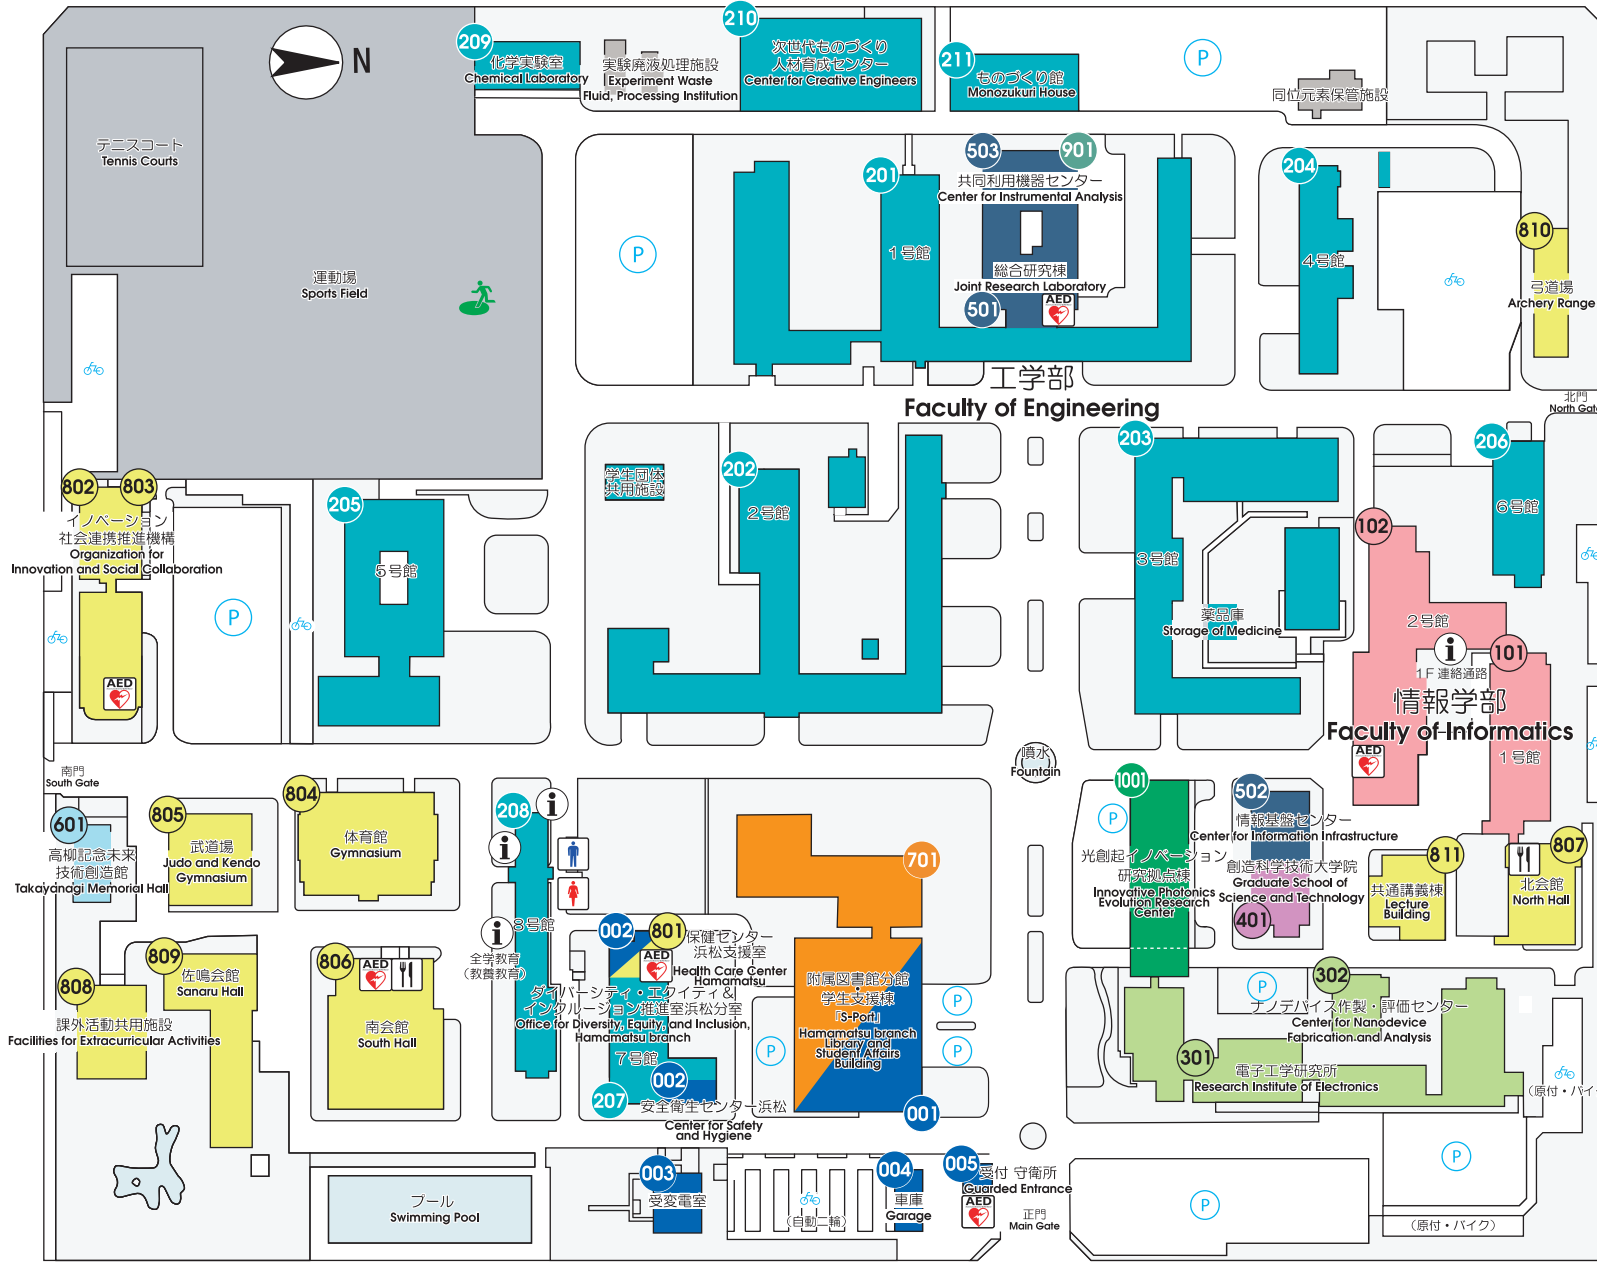 N
209
化学実験室
Chemical Laboratory
実験廃液処理施設
Experiment Waste
Fluid, Processing Institution
210
次世代ものづくり
人材育成センター
Center for Creative Engineers
211
ものづくり館
Monozukuri House
P
同位元素保管施設
テニスコート
Tennis Courts
運動場
Sports Field
P
201
1号館
503
901
共同利用機器センター
Center for Instrumental Analysis
総合研究棟
Joint Research Laboratory
501
AED
204
4号館
810
弓道場
Archery Range
工学部
Faculty of Engineering
北門
North Gate
802
803
イノベーション
社会連携推進機構
Organization for
Innovation and Social Collaboration
AED
P
205
5号館
学生団体
共用施設
202
2号館
203
3号館
薬品庫
Storage of Medicine
206
6号館
102
2号館
i
101
1F 連絡通路
情報学部
Faculty of Informatics
AED
1号館
南門
South Gate
噴水
Fountain
601
高柳記念未来
技術創造館
Takayanagi Memorial Hall
805
武道場
Judo and Kendo
Gymnasium
804
体育館
Gymnasium
208
i
i
i
8号館
全学教育
(教養教育)
701
1001
P
光創起イノベーション
研究拠点棟
Innovative Photonics
Evolution Research
Center
502
情報基盤センター
Center for Information Infrastructure
創造科学技術大学院
Graduate School of
Science and Technology
401
811
共通講義棟
Lecture
Building
807
北会館
North Hall
808
課外活動共用施設
Facilities for Extracurricular Activities
809
佐鳴会館
Sanaru Hall
806
AED
南会館
South Hall
002
801
保健センター
浜松支援室
AED
Health Care Center
Hamamatsu
ダイバーシティ・エクイティ&
インクルージョン推進室浜松分室
Office for Diversity, Equity, and Inclusion,
Hamamatsu branch
7号館
002
207
安全衛生センター浜松
Center for Safety
and Hygiene
附属図書館分館
・
学生支援棟
「S-Port」
Hamamatsu branch
Library and
Student Affairs
Building
001
P
P
P
302
P
ナノデバイス作製・評価センター
Center for Nanodevice
Fabrication and Analysis
301
電子工学研究所
Research Institute of Electronics
(原付・バイク
プール
Swimming Pool
003
受変電室
(自動二輪)
004
車庫
Garage
005
受付 守衛所
Guarded Entrance
AED
正門
Main Gate
P
P
(原付・バイク)